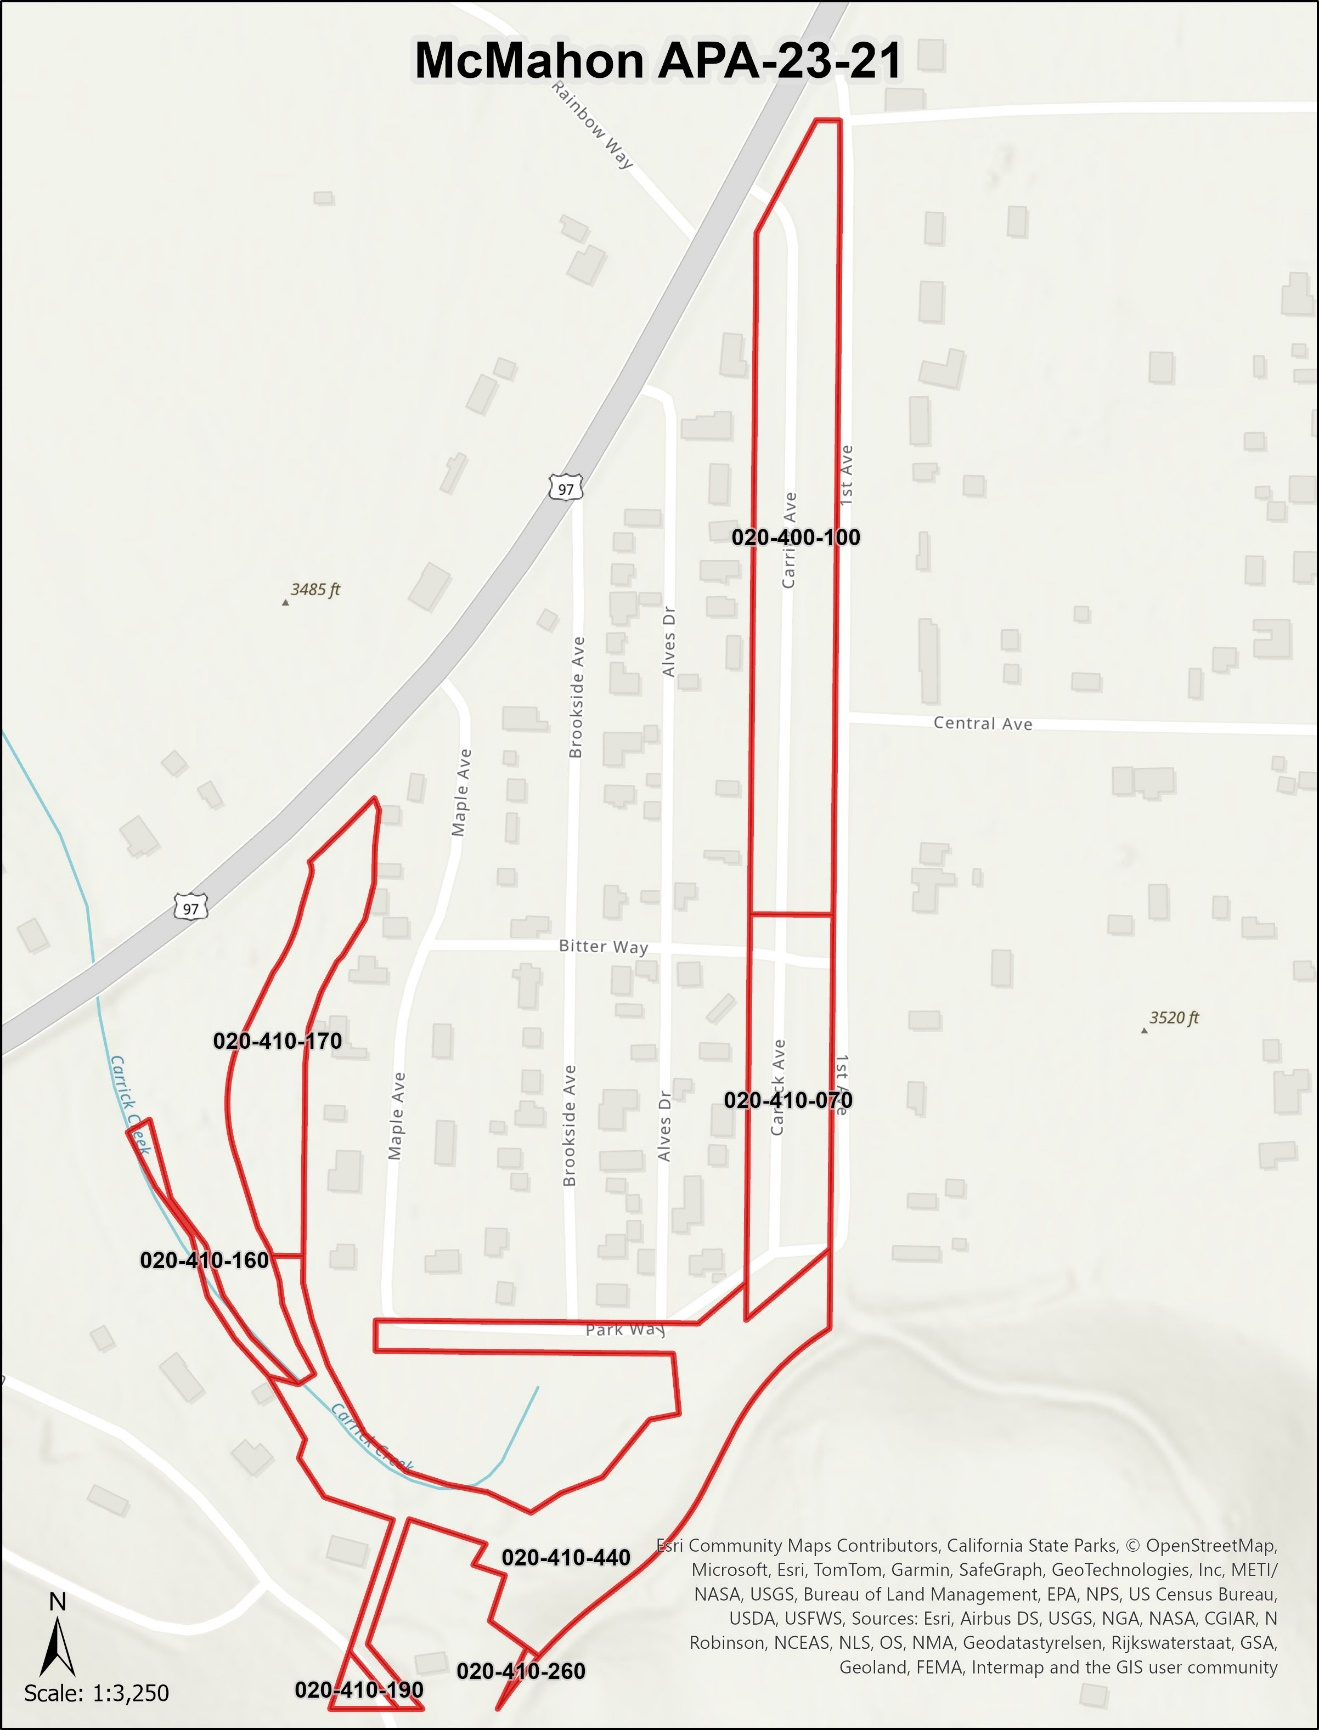 McMahon APA-23-21
Rainbow Way
1st Ave
97
Carrick Ave
020-400-100
3485 ft
Alves Dr
Brookside Ave
Central Ave
Maple Ave
97
Bitter Way
3520 ft
020-410-170
Carrick Creek
Carrick Ave
1st Ave
Maple Ave
Brookside Ave
Alves Dr
020-410-070
020-410-160
Park Way
Carrick Creek
020-410-440
Esri Community Maps Contributors, California State Parks, © OpenStreetMap,
Microsoft, Esri, TomTom, Garmin, SafeGraph, GeoTechnologies, Inc, METI/
NASA, USGS, Bureau of Land Management, EPA, NPS, US Census Bureau,
USDA, USFWS, Sources: Esri, Airbus DS, USGS, NGA, NASA, CGIAR, N
Robinson, NCEAS, NLS, OS, NMA, Geodatastyrelsen, Rijkswaterstaat, GSA,
Geoland, FEMA, Intermap and the GIS user community
N
Scale: 1:3,250
020-410-260
020-410-190